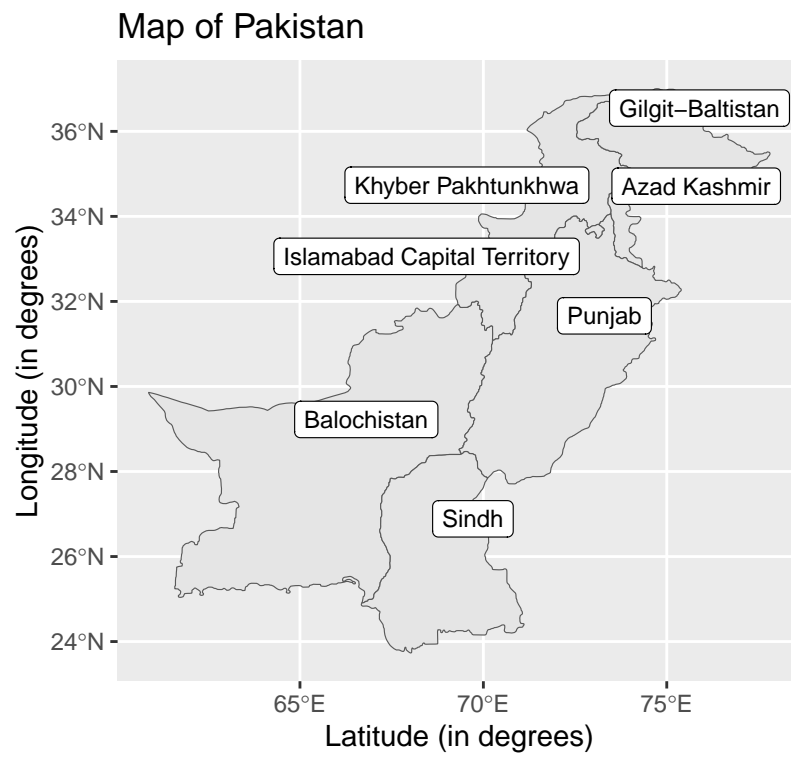 Map of Pakistan
Gilgit−Baltistan
36°N
Khyber Pakhtunkhwa
Azad Kashmir
34°N
Islamabad Capital Territory
32°N
Punjab
30°N
Balochistan
28°N
Sindh
26°N
24°N
65°E 70°E 75°E
Latitude (in degrees)
Longitude (in degrees)